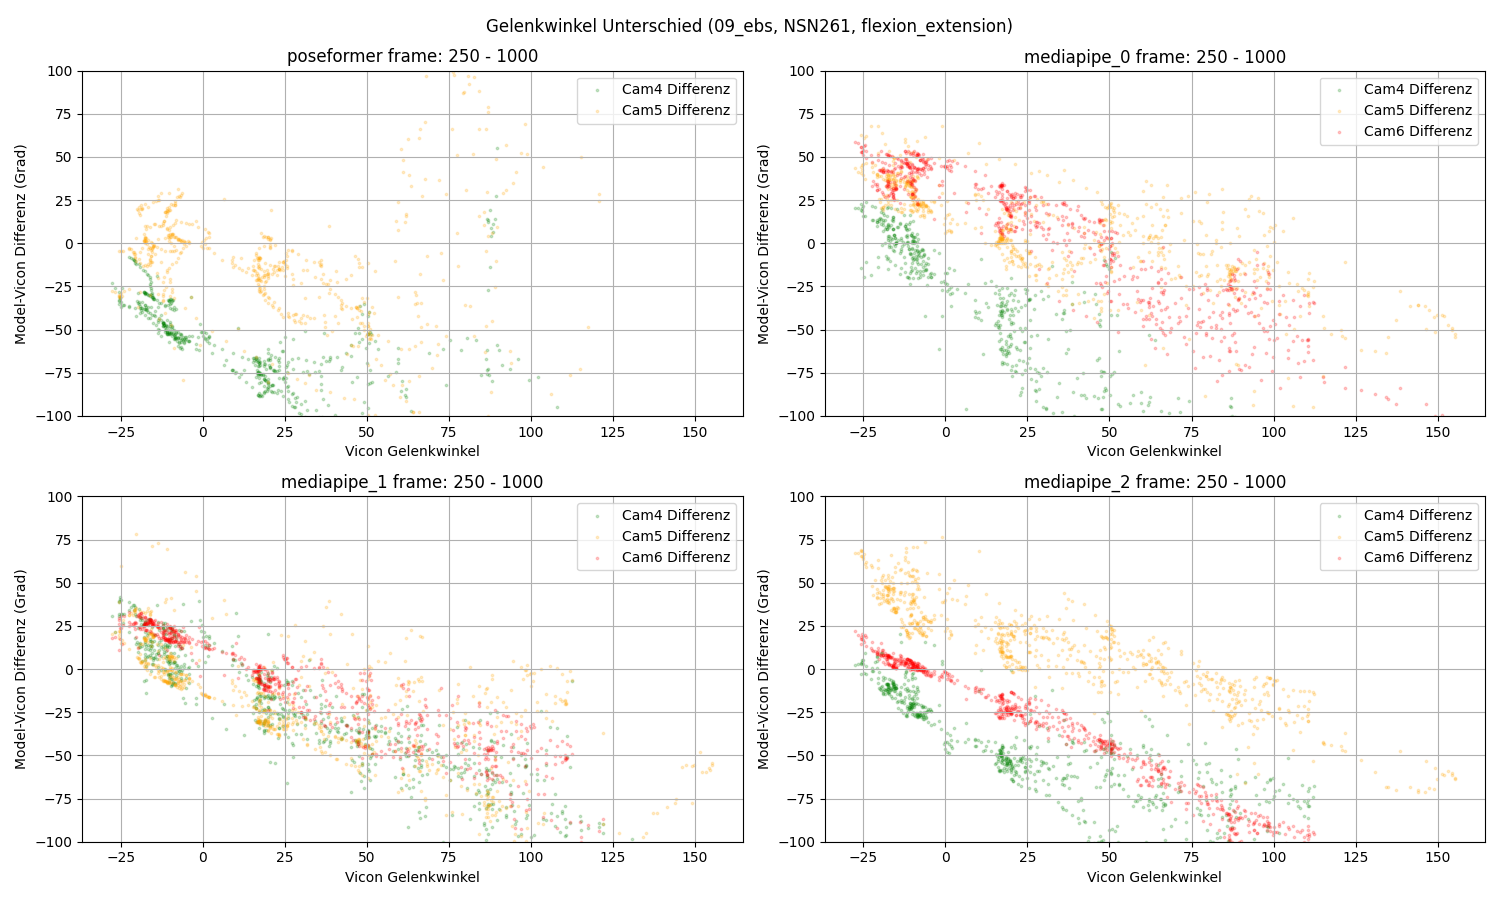 Gelenkwinkel Unterschied (09_ebs, NSN261, flexion_extension)
poseformer frame: 250 - 1000
Model-Vicon Differenz (Grad)
100
75
50
25
0
−25
−50
−75
−100
−25 0 25 50 75 100 125 150
Vicon Gelenkwinkel
Cam4 Differenz
Cam5 Differenz
mediapipe_0 frame: 250 - 1000
Model-Vicon Differenz (Grad)
100
75
50
25
0
−25
−50
−75
−100
−25 0 25 50 75 100 125 150
Vicon Gelenkwinkel
Cam4 Differenz
Cam5 Differenz
Cam6 Differenz
mediapipe_1 frame: 250 - 1000
Model-Vicon Differenz (Grad)
100
75
50
25
0
−25
−50
−75
−100
−25 0 25 50 75 100 125 150
Vicon Gelenkwinkel
Cam4 Differenz
Cam5 Differenz
Cam6 Differenz
mediapipe_2 frame: 250 - 1000
Model-Vicon Differenz (Grad)
100
75
50
25
0
−25
−50
−75
−100
−25 0 25 50 75 100 125 150
Vicon Gelenkwinkel
Cam4 Differenz
Cam5 Differenz
Cam6 Differenz